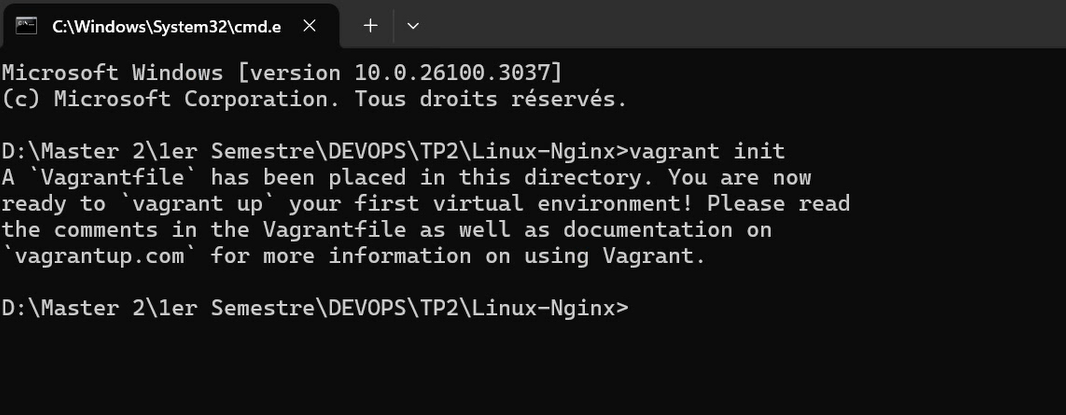 C:\Windows\System32\cmd.e
Microsoft Windows [version 10.0.26100.3037]
(c) Microsoft Corporation. Tous droits réservés.
D:\Master 2\1er Semestre\DEVOPS\TP2\Linux-Nginx>vagrant init
A `Vagrantfile` has been placed in this directory. You are now
ready to `vagrant up` your first virtual environment! Please read
the comments in the Vagrantfile as well as documentation on
`vagrantup.com` for more information on using Vagrant.
D:\Master 2\1er Semestre\DEVOPS\TP2\Linux-Nginx>